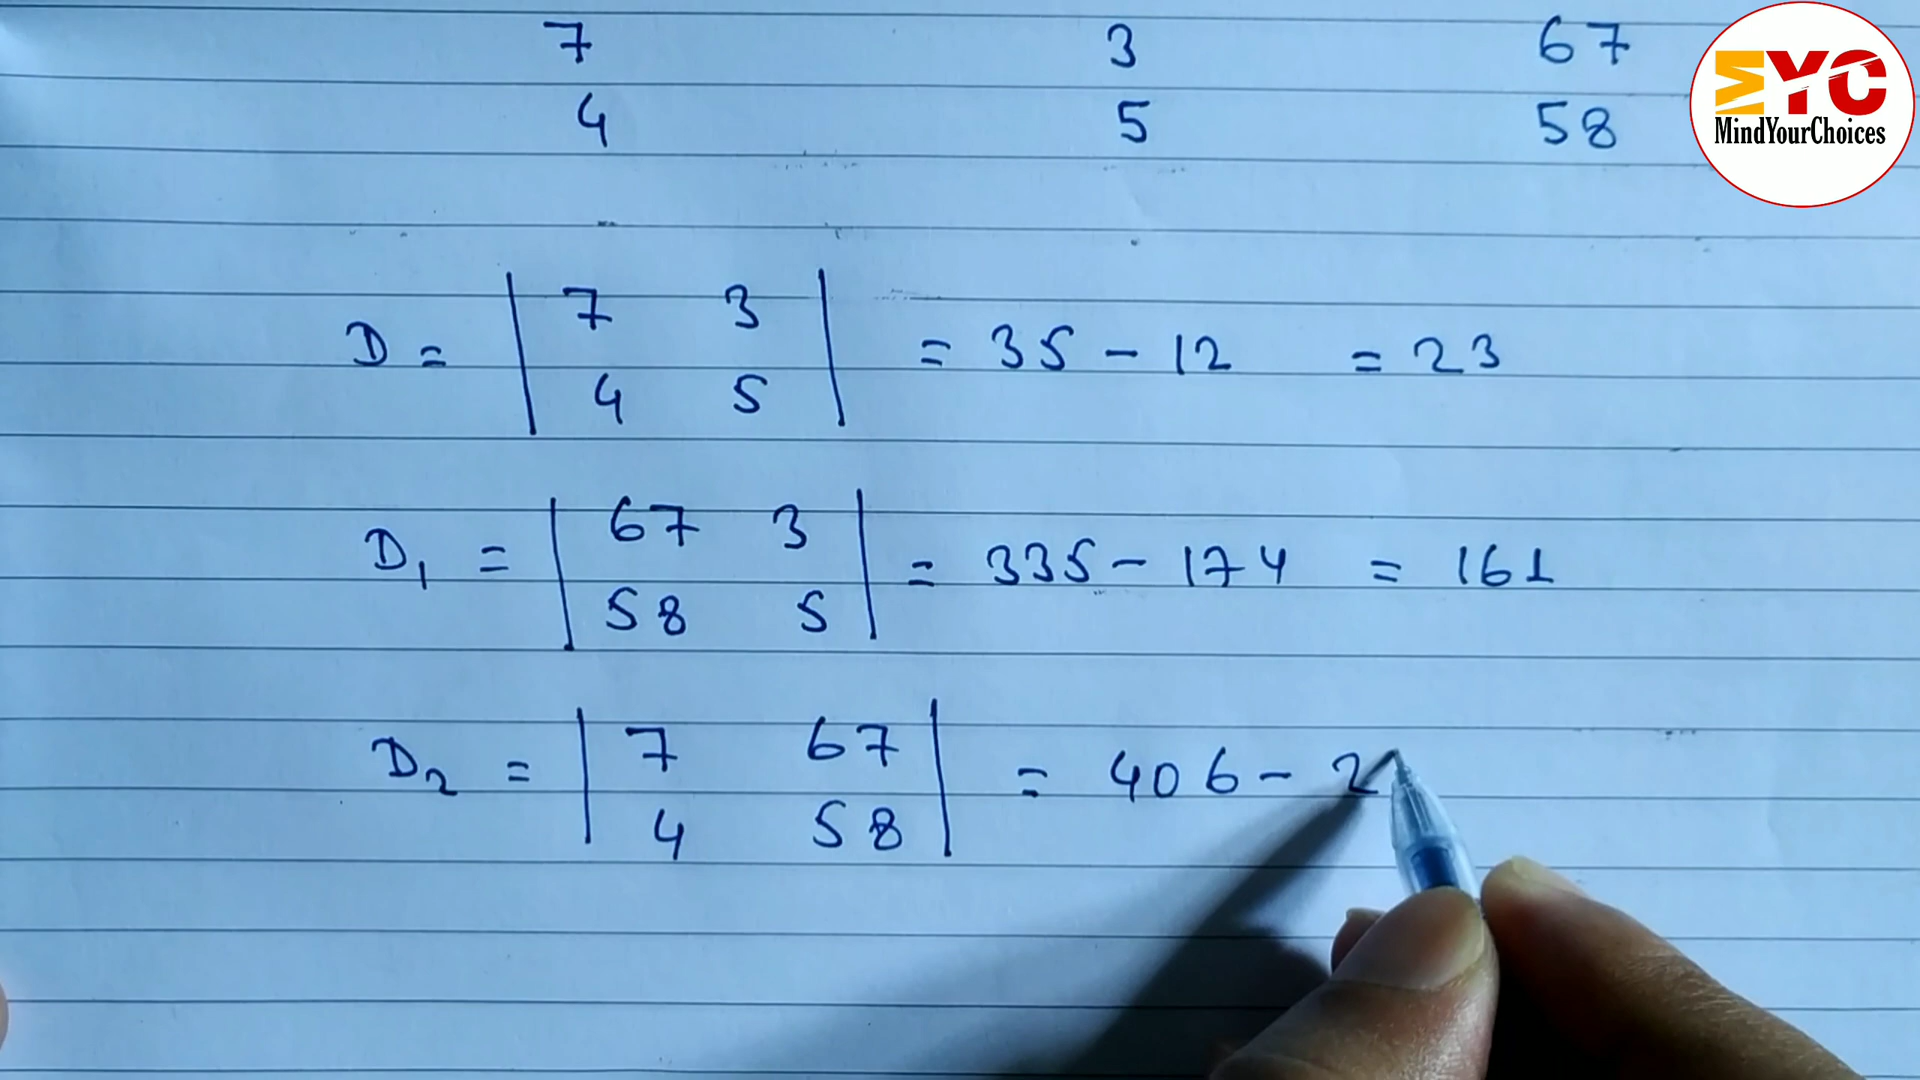 7 3 67
4 5 58
MYC
MindYourChoices
D = | 7 3 | = 35 - 12 = 23
| 4 5 |
D₁ = | 67 3 | = 335 - 174 = 161
| 58 5 |
D₂ = | 7 67 | = 406 - 2
| 4 58 |